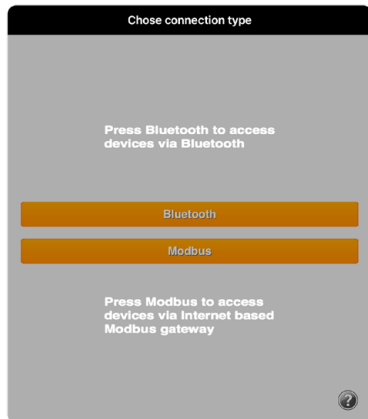 Chose connection type
Press Bluetooth to access
devices via Bluetooth
Bluetooth
Modbus
Press Modbus to access
devices via Internet based
Modbus gateway
?